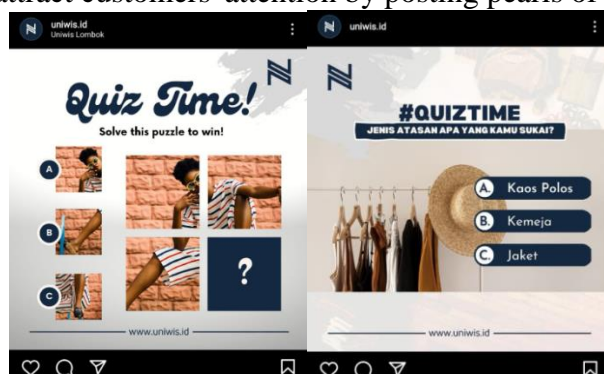 attract customers' attention by posting pearls of
uniwis.id
Uniwis Lombok
Quiz Time!
Solve this puzzle to win!
A
B
C
?
www.uniwis.id
uniwis.id
#QUIZTIME
JENIS ATASAN APA YANG KAMU SUKAI?
A. Kaos Polos
B. Kemeja
C. Jaket
www.uniwis.id